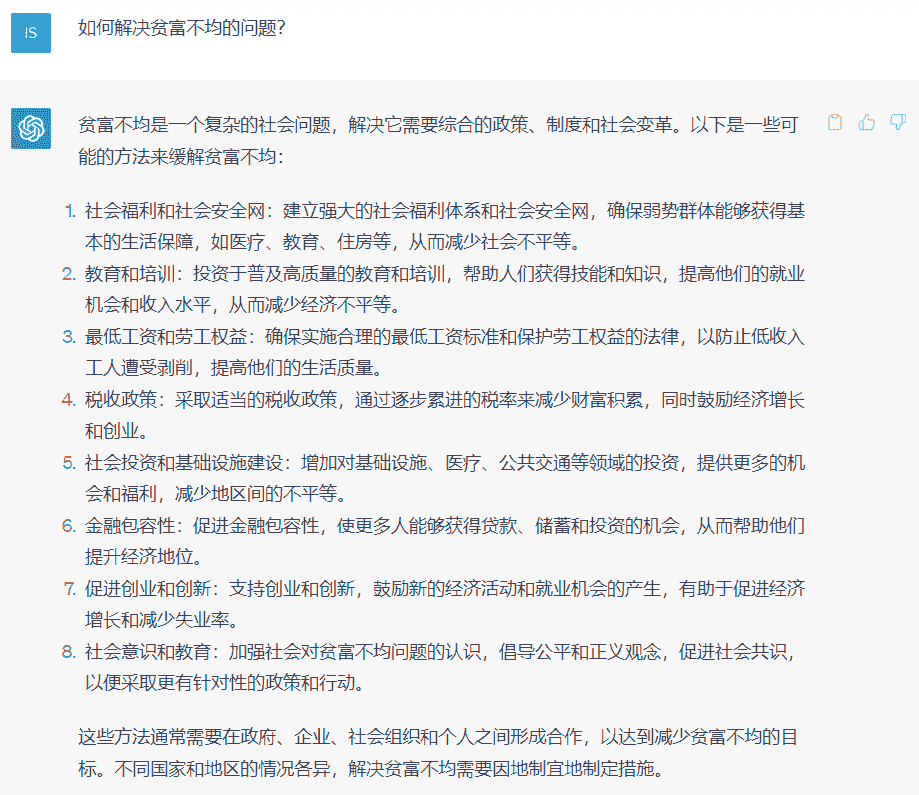 IS
如何解决贫富不均的问题？
贫富不均是一个复杂的社会问题，解决它需要综合的政策、制度和社会变革。以下是一些可
能的方法来缓解贫富不均：
1. 社会福利和社会安全网：建立强大的社会福利体系和社会安全网，确保弱势群体能够获得基
本的生活保障，如医疗、教育、住房等，从而减少社会不平等。
2. 教育和培训：投资于普及高质量的教育和培训，帮助人们获得技能和知识，提高他们的就业
机会和收入水平，从而减少经济不平等。
3. 最低工资和劳工权益：确保实施合理的最低工资标准和保护劳工权益的法律，以防止低收入
工人遭受剥削，提高他们的生活质量。
4. 税收政策：采取适当的税收政策，通过逐步累进的税率来减少财富积累，同时鼓励经济增长
和创业。
5. 社会投资和基础设施建设：增加对基础设施、医疗、公共交通等领域的投资，提供更多的机
会和福利，减少地区间的不平等。
6. 金融包容性：促进金融包容性，使更多人能够获得贷款、储蓄和投资的机会，从而帮助他们
提升经济地位。
7. 促进创业和创新：支持创业和创新，鼓励新的经济活动和就业机会的产生，有助于促进经济
增长和减少失业率。
8. 社会意识和教育：加强社会对贫富不均问题的认识，倡导公平和正义观念，促进社会共识，
以便采取更有针对性的政策和行动。
这些方法通常需要在政府、企业、社会组织和个人之间形成合作，以达到减少贫富不均的目
标。不同国家和地区的情况各异，解决贫富不均需要因地制宜地制定措施。